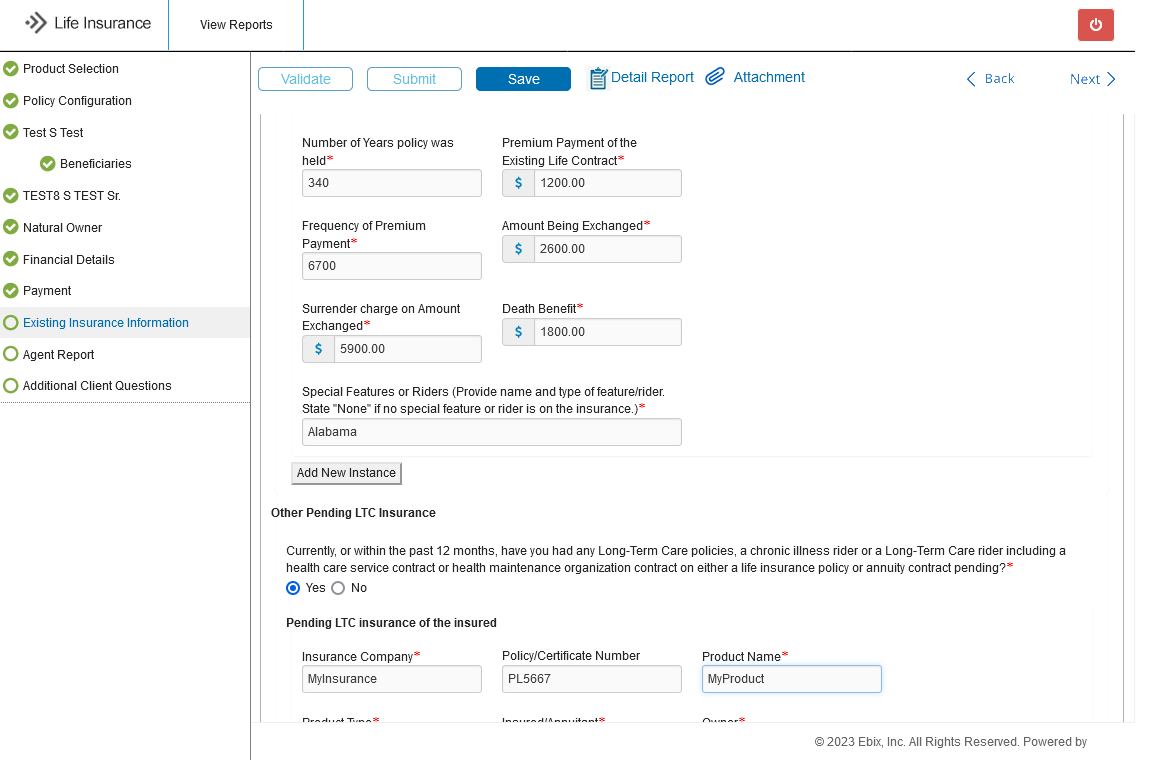 Life Insurance
View Reports
Product Selection
Policy Configuration
Test S Test
Beneficiaries
TEST8 S TEST Sr.
Natural Owner
Financial Details
Payment
Existing Insurance Information
Agent Report
Additional Client Questions
Validate
Submit
Save
Detail Report
Attachment
Back
Next
Number of Years policy was
held*
340
Premium Payment of the
Existing Life Contract*
$ 1200.00
Frequency of Premium
Payment*
6700
Amount Being Exchanged*
$ 2600.00
Surrender charge on Amount
Exchanged*
$ 5900.00
Death Benefit*
$ 1800.00
Special Features or Riders (Provide name and type of feature/rider.
State "None" if no special feature or rider is on the insurance.)*
Alabama
Add New Instance
Other Pending LTC Insurance
Currently, or within the past 12 months, have you had any Long-Term Care policies, a chronic illness rider or a Long-Term Care rider including a
health care service contract or health maintenance organization contract on either a life insurance policy or annuity contract pending?*
Yes No
Pending LTC insurance of the insured
Insurance Company*
MyInsurance
Policy/Certificate Number
PL5667
Product Name*
MyProduct
Product Type*
Insured/Annuitant*
Owner*
© 2023 Ebix, Inc. All Rights Reserved. Powered by